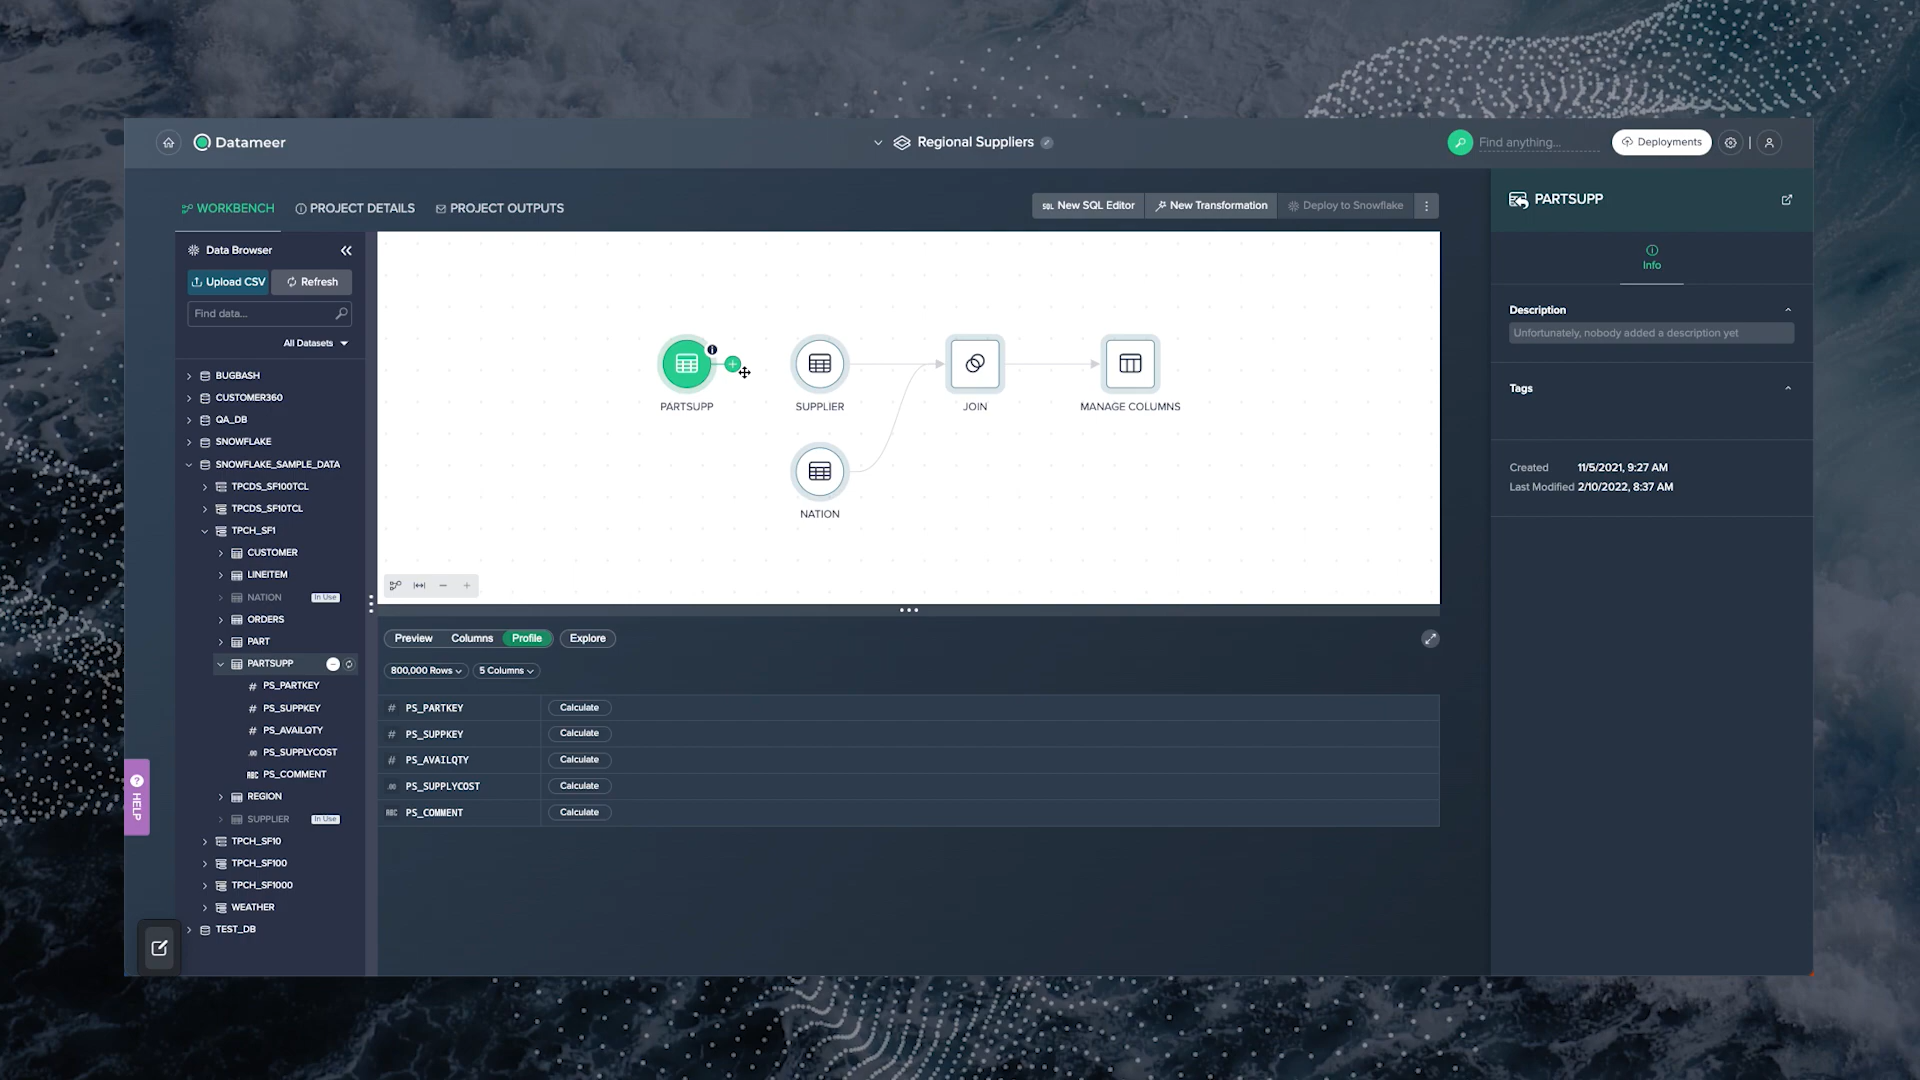 Datameer
Regional Suppliers
Find anything...
Deployments
WORKBENCH
PROJECT DETAILS
PROJECT OUTPUTS
SQL New SQL Editor
New Transformation
Deploy to Snowflake
Data Browser
Upload CSV
Refresh
Find data...
All Datasets
BUGBASH
CUSTOMER360
QA_DB
SNOWFLAKE
SNOWFLAKE_SAMPLE_DATA
TPCDS_SF100TCL
TPCDS_SF10TCL
TPCH_SF1
CUSTOMER
LINEITEM
NATION In Use
ORDERS
PART
PARTSUPP
# PS_PARTKEY
# PS_SUPPKEY
# PS_AVAILQTY
.00 PS_SUPPLYCOST
ABC PS_COMMENT
REGION
SUPPLIER In Use
TPCH_SF10
TPCH_SF100
TPCH_SF1000
WEATHER
TEST_DB
HELP
PARTSUPP
SUPPLIER
JOIN
MANAGE COLUMNS
NATION
Preview
Columns
Profile
Explore
800,000 Rows
5 Columns
# PS_PARTKEY Calculate
# PS_SUPPKEY Calculate
# PS_AVAILQTY Calculate
.00 PS_SUPPLYCOST Calculate
ABC PS_COMMENT Calculate
PARTSUPP
Info
Description
Unfortunately, nobody added a description yet
Tags
Created 11/5/2021, 9:27 AM
Last Modified 2/10/2022, 8:37 AM